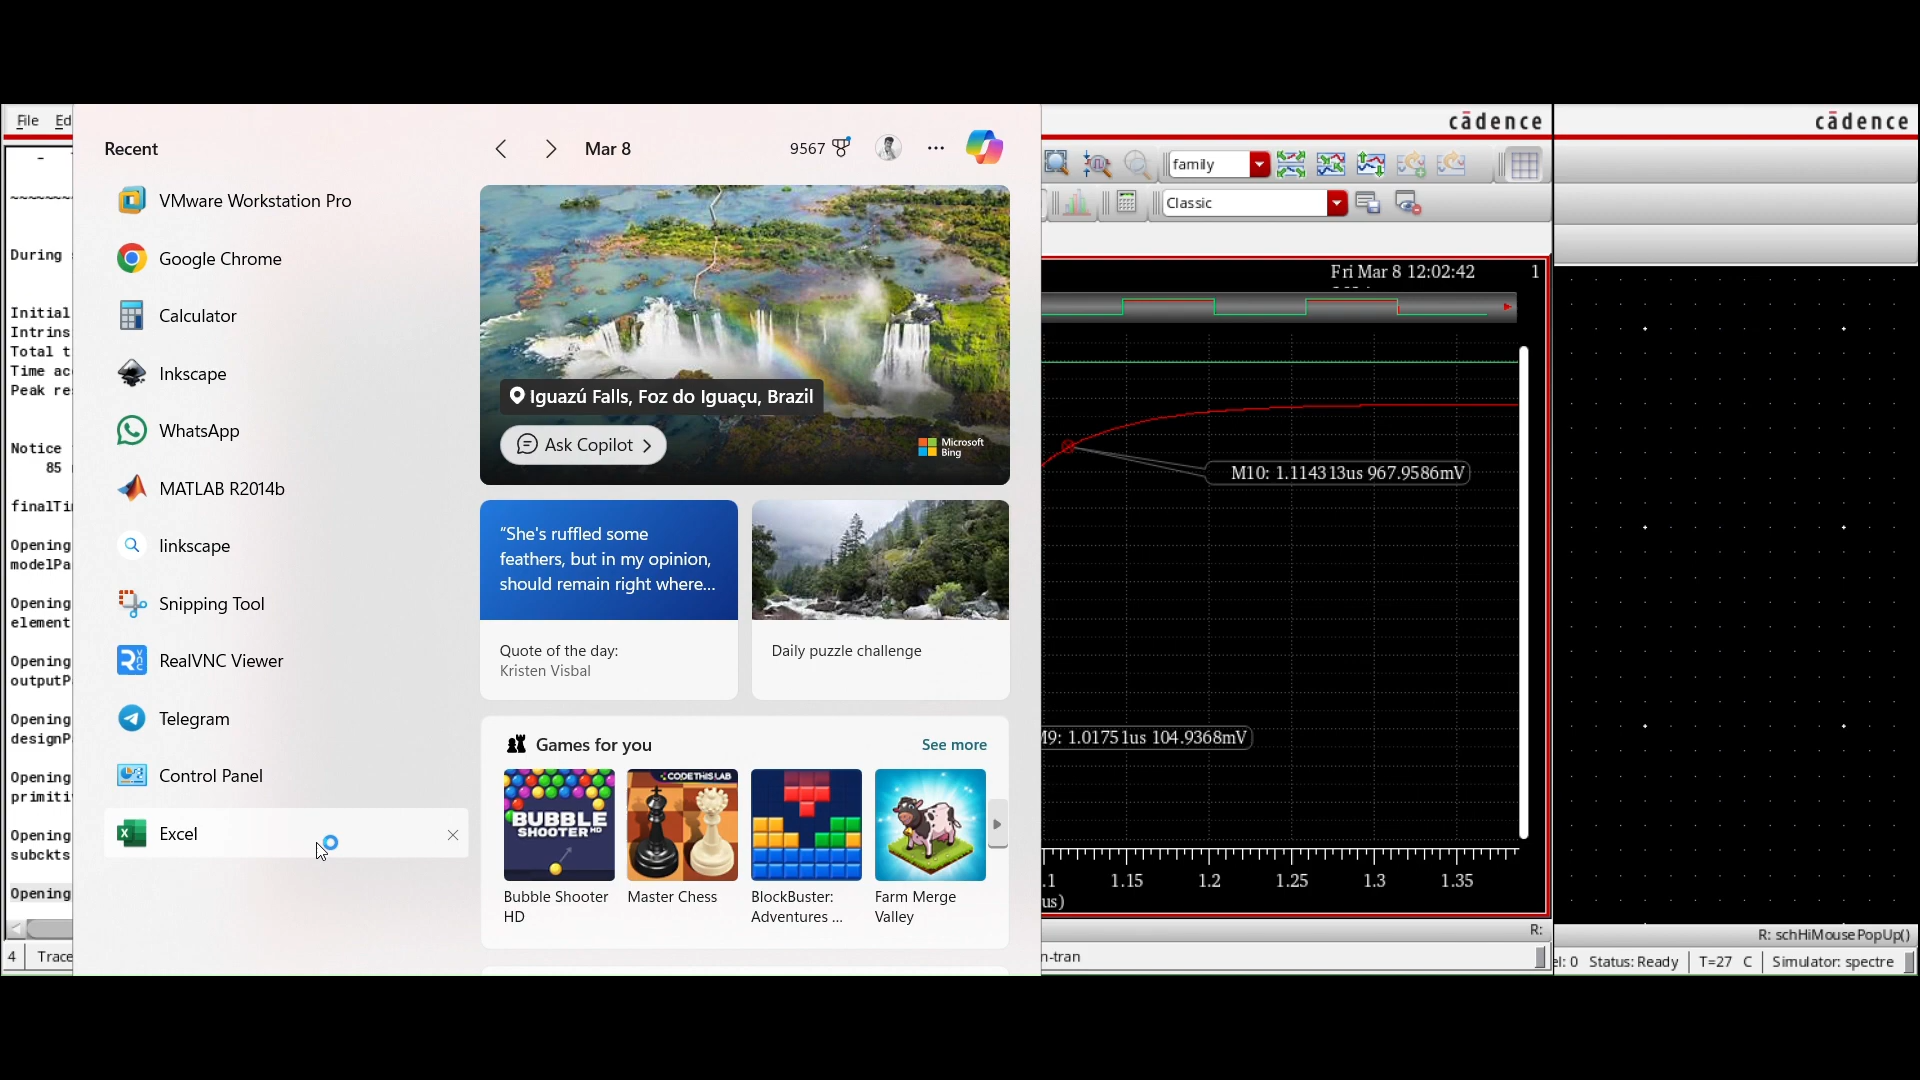 File Ed
cādence
cādence
Recent
Mar 8
9567
family
Classic
VMware Workstation Pro
Google Chrome
Calculator
Inkscape
WhatsApp
MATLAB R2014b
linkscape
Snipping Tool
RealVNC Viewer
Telegram
Control Panel
Excel
Iguazú Falls, Foz do Iguaçu, Brazil
Ask Copilot
Microsoft
Bing
“She's ruffled some
feathers, but in my opinion,
should remain right where...
Quote of the day:
Kristen Visbal
Daily puzzle challenge
Games for you
See more
CODETHISLAB
BUBBLE
SHOOTER HD
Bubble Shooter
HD
Master Chess
BlockBuster:
Adventures ...
Farm Merge
Valley
During
Initial
Intrins
Total t
Time ac
Peak re
Notice
85
finalTi
Opening
modelPa
Opening
element
Opening
outputP
Opening
designP
Opening
primiti
Opening
subckts
Opening
4 Trace
Fri Mar 8 12:02:42
1
M10: 1.114313us 967.9586mV
M9: 1.01751us 104.9368mV
.1 1.15 1.2 1.25 1.3 1.35
us)
R:
n-tran
R: schHiMousePopUp()
el: 0 Status: Ready T=27 C Simulator: spectre